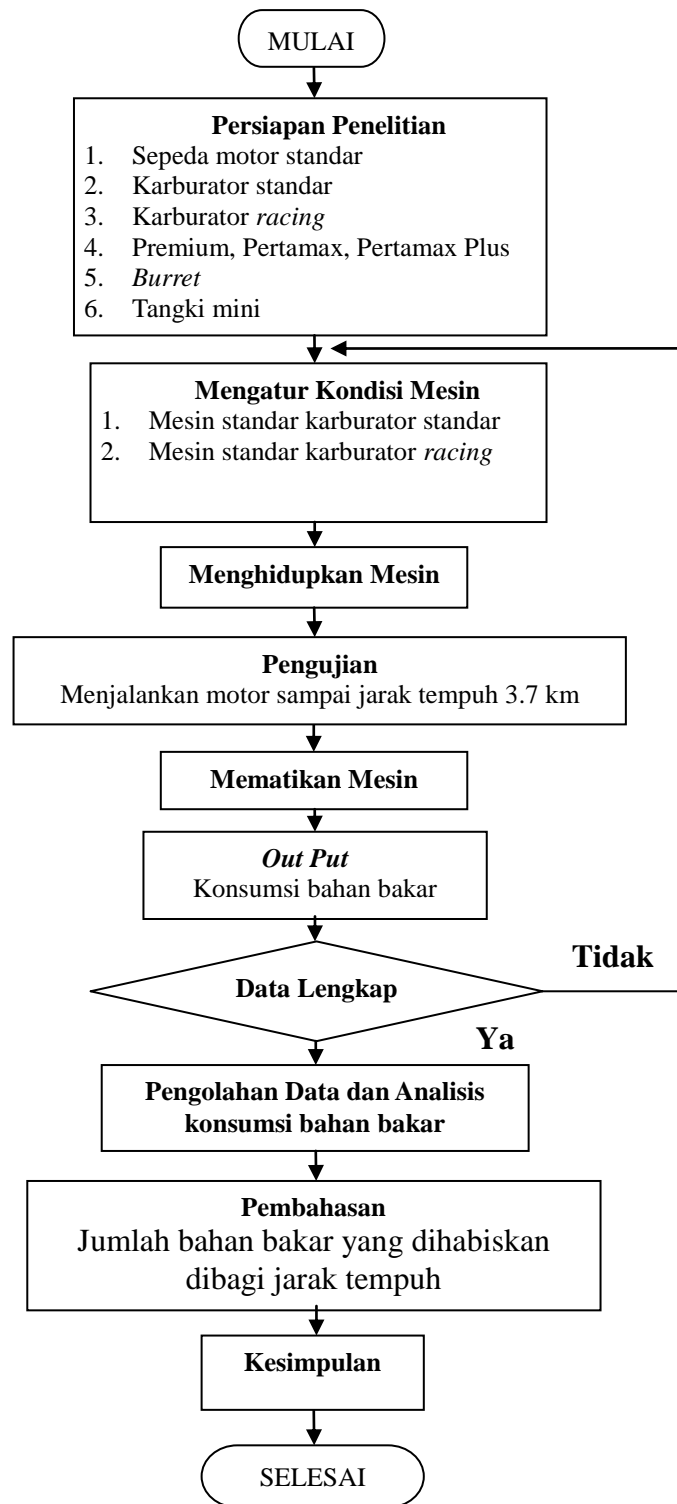 MULAI
Persiapan Penelitian
1. Sepeda motor standar
2. Karburator standar
3. Karburator racing
4. Premium, Pertamax, Pertamax Plus
5. Burret
6. Tangki mini
Mengatur Kondisi Mesin
1. Mesin standar karburator standar
2. Mesin standar karburator racing
Menghidupkan Mesin
Pengujian
Menjalankan motor sampai jarak tempuh 3.7 km
Mematikan Mesin
Out Put
Konsumsi bahan bakar
Data Lengkap
Tidak
Ya
Pengolahan Data dan Analisis
konsumsi bahan bakar
Pembahasan
Jumlah bahan bakar yang dihabiskan
dibagi jarak tempuh
Kesimpulan
SELESAI